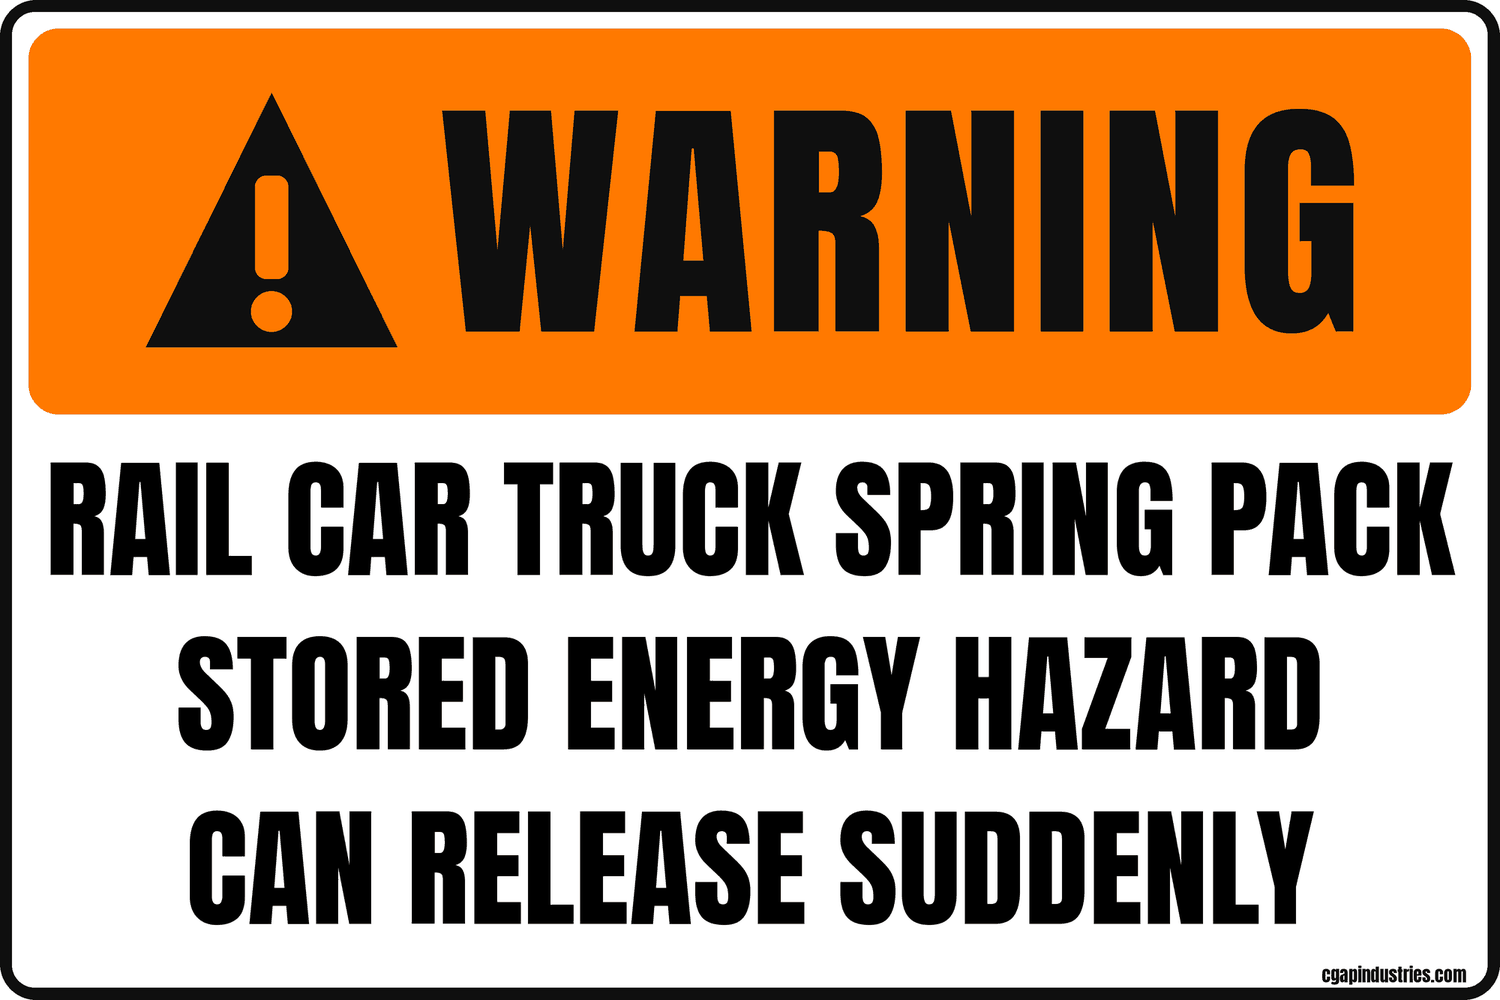 WARNING
RAIL CAR TRUCK SPRING PACK
STORED ENERGY HAZARD
CAN RELEASE SUDDENLY
cgapindustries.com